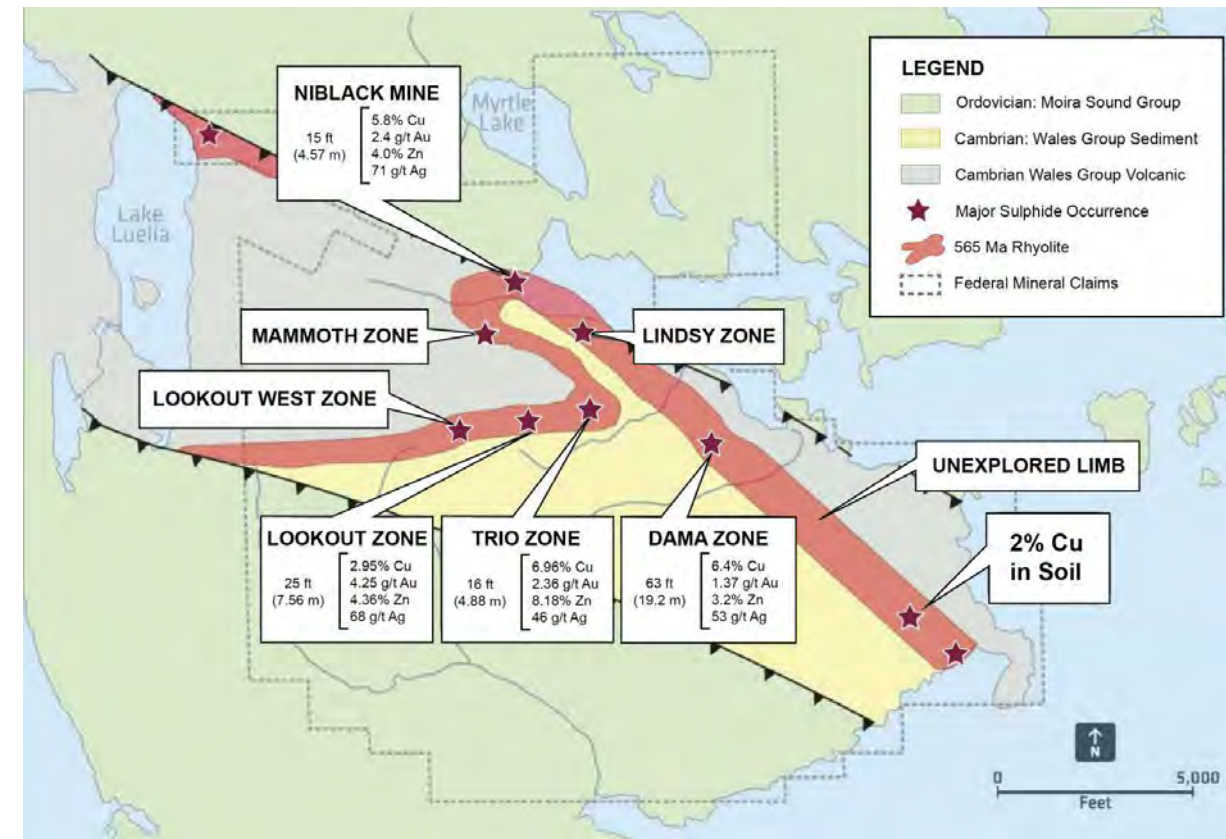 NIBLACK MINE
15 ft
(4.57 m)
5.8% Cu
2.4 g/t Au
4.0% Zn
71 g/t Ag
Myrtle
Lake
Lake
Luelia
LEGEND
Ordovician: Moira Sound Group
Cambrian: Wales Group Sediment
Cambrian Wales Group Volcanic
Major Sulphide Occurrence
565 Ma Rhyolite
Federal Mineral Claims
MAMMOTH ZONE
LINDSY ZONE
LOOKOUT WEST ZONE
UNEXPLORED LIMB
LOOKOUT ZONE
25 ft
(7.56 m)
2.95% Cu
4.25 g/t Au
4.36% Zn
68 g/t Ag
TRIO ZONE
16 ft
(4.88 m)
6.96% Cu
2.36 g/t Au
8.18% Zn
46 g/t Ag
DAMA ZONE
63 ft
(19.2 m)
6.4% Cu
1.37 g/t Au
3.2% Zn
53 g/t Ag
2% Cu
in Soil
N
0
5,000
Feet